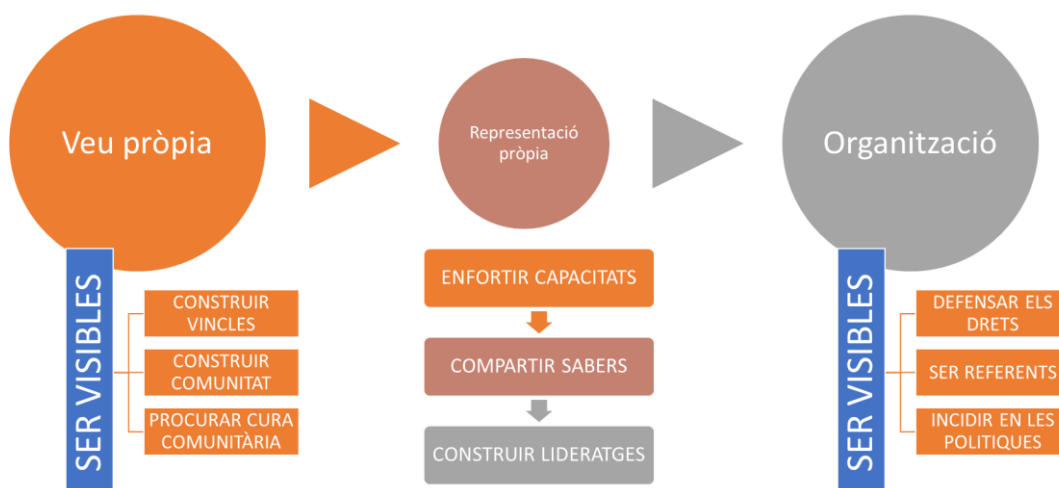 Veu pròpia
Representació
pròpia
Organització
SER VISIBLES
CONSTRUIR
VINCLES
CONSTRUIR
COMUNITAT
PROCURAR CURA
COMUNITÀRIA
ENFORTIR CAPACITATS
COMPARTIR SABERS
CONSTRUIR LIDERATGES
SER VISIBLES
DEFENSAR ELS
DRETS
SER REFERENTS
INCIDIR EN LES
POLITIQUES